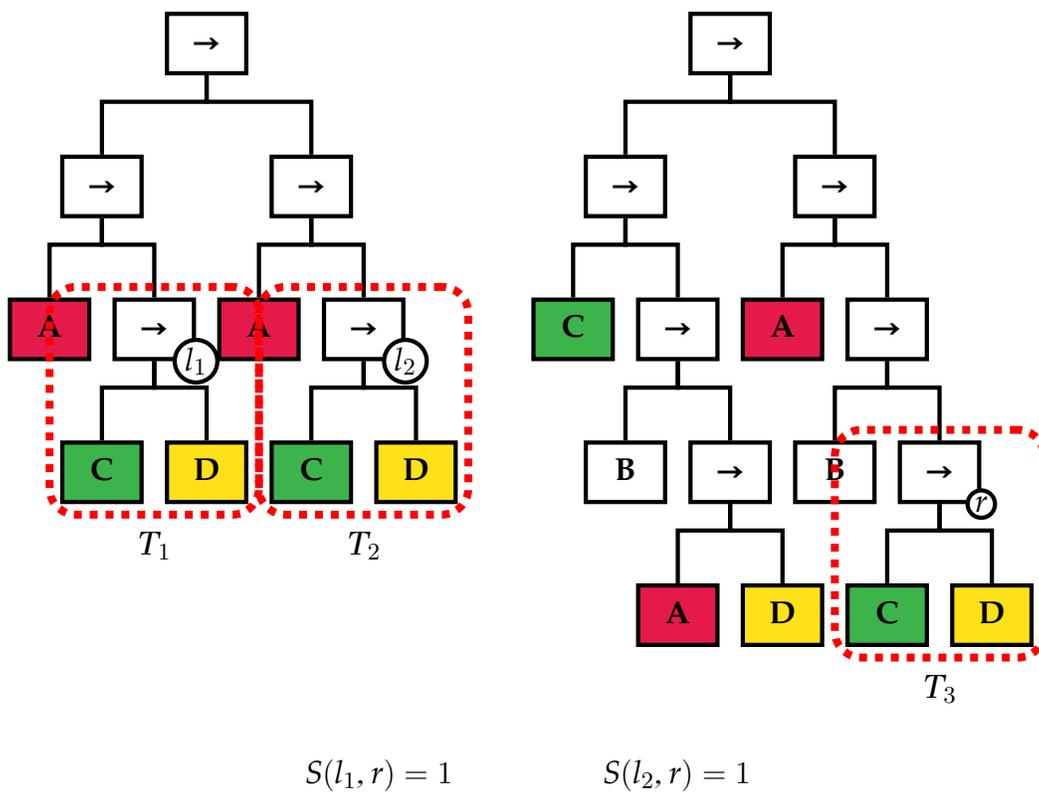 → →
→ → → →
A → A → C → A →
l₁ l₂
C D C D B → B →
r
T₁ T₂
A D C D
T₃
S(l₁, r) = 1 S(l₂, r) = 1